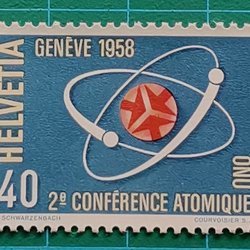 HELVETIA
GENÈVE 1958
ONU
40
2e CONFÉRENCE ATOMIQUE
SCHWARZENBACH
COURVOISIER S.